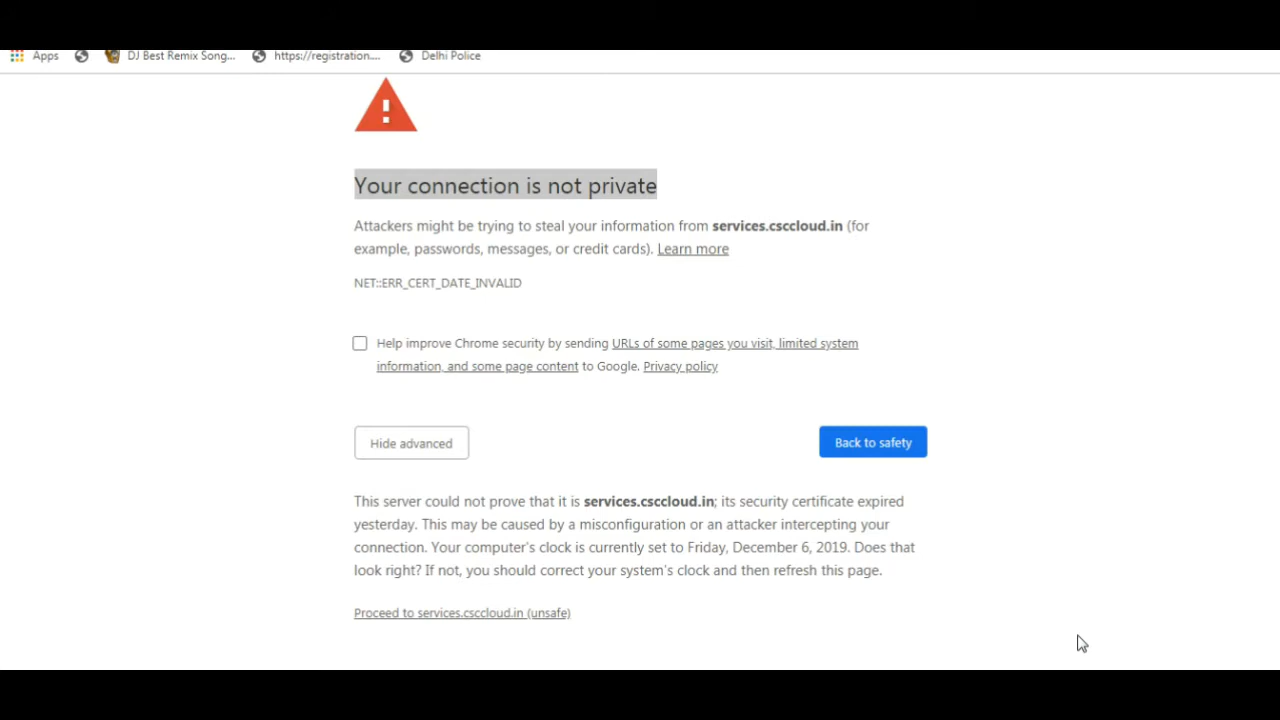 Apps DJ Best Remix Song... https://registration.... Delhi Police
Your connection is not private
Attackers might be trying to steal your information from services.csccloud.in (for
example, passwords, messages, or credit cards). Learn more
NET::ERR_CERT_DATE_INVALID
Help improve Chrome security by sending URLs of some pages you visit, limited system
information, and some page content to Google. Privacy policy
Hide advanced Back to safety
This server could not prove that it is services.csccloud.in; its security certificate expired
yesterday. This may be caused by a misconfiguration or an attacker intercepting your
connection. Your computer's clock is currently set to Friday, December 6, 2019. Does that
look right? If not, you should correct your system's clock and then refresh this page.
Proceed to services.csccloud.in (unsafe)